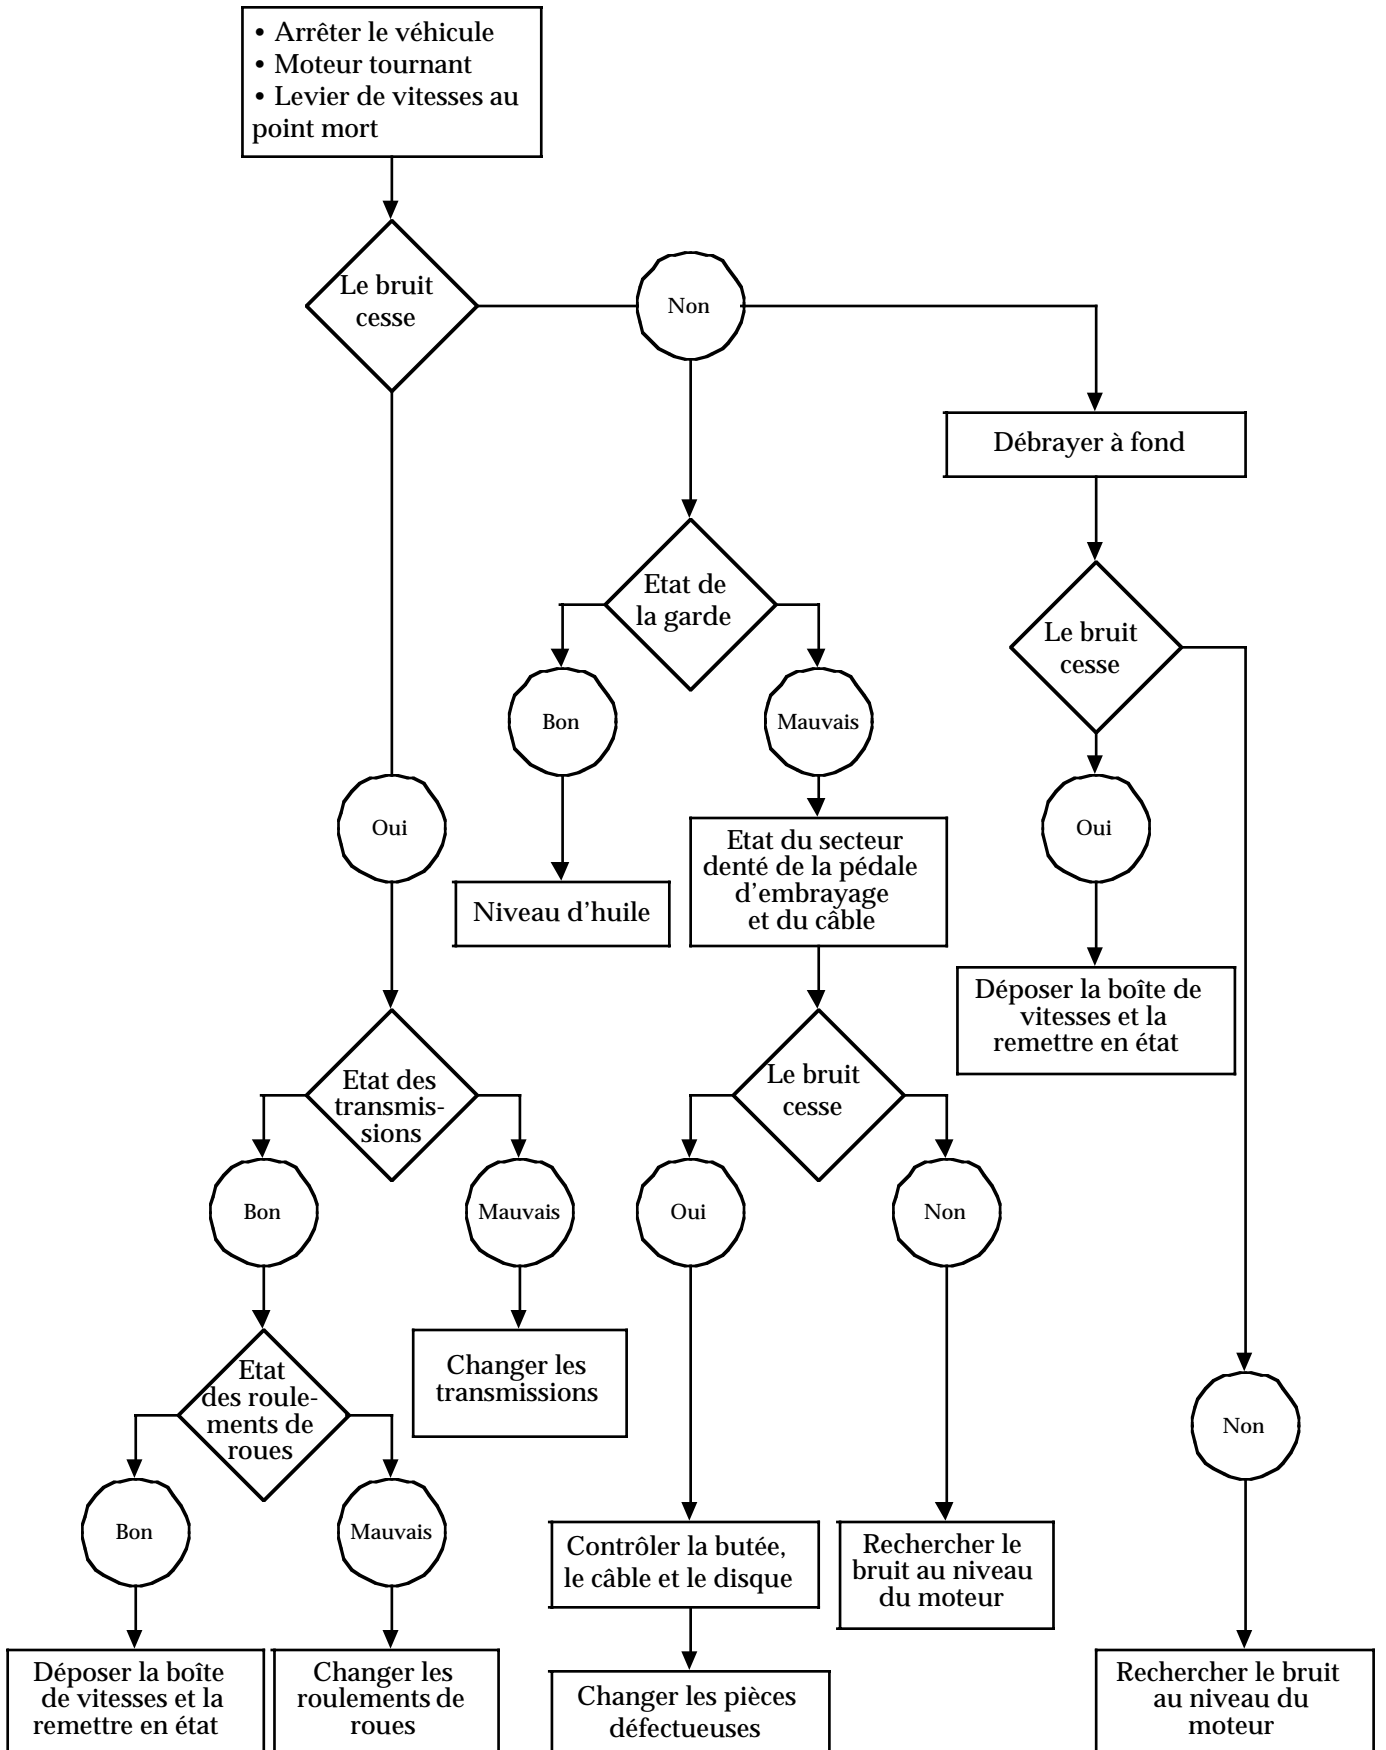 • Arrêter le véhicule
• Moteur tournant
• Levier de vitesses au
point mort
Le bruit
cesse
Non
Débrayer à fond
Etat de
la garde
Le bruit
cesse
Bon
Mauvais
Oui
Oui
Etat du secteur
denté de la pédale
d'embrayage
et du câble
Niveau d'huile
Déposer la boîte de
vitesses et la
remettre en état
Etat des
transmis-
sions
Le bruit
cesse
Bon
Mauvais
Oui
Non
Changer les
transmissions
Etat
des roule-
ments de
roues
Non
Bon
Mauvais
Contrôler la butée,
le câble et le disque
Rechercher le
bruit au niveau
du moteur
Déposer la boîte
de vitesses et la
remettre en état
Changer les
roulements de
roues
Changer les pièces
défectueuses
Rechercher le bruit
au niveau du
moteur